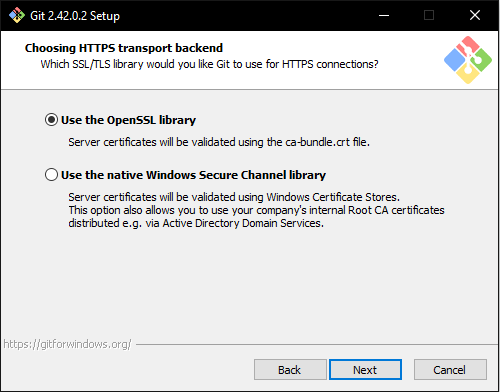 Git 2.42.0.2 Setup
Choosing HTTPS transport backend
Which SSL/TLS library would you like Git to use for HTTPS connections?
Use the OpenSSL library
Server certificates will be validated using the ca-bundle.crt file.
Use the native Windows Secure Channel library
Server certificates will be validated using Windows Certificate Stores.
This option also allows you to use your company's internal Root CA certificates
distributed e.g. via Active Directory Domain Services.
https://gitforwindows.org/
Back
Next
Cancel